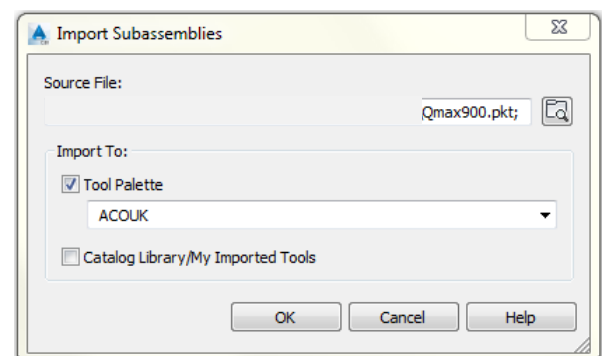 Import Subassemblies
Source File:
Qmax900.pkt;
Import To:
Tool Palette
ACOUK
Catalog Library/My Imported Tools
OK Cancel Help